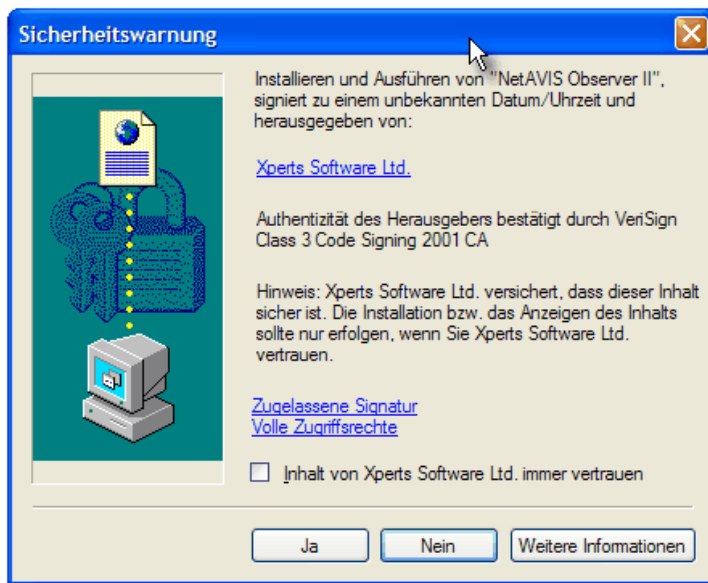 Sicherheitswarnung
Installieren und Ausführen von "NetAVIS Observer II",
signiert zu einem unbekannten Datum/Uhrzeit und
herausgegeben von:
Xperts Software Ltd.
Authentizität des Herausgebers bestätigt durch VeriSign
Class 3 Code Signing 2001 CA
Hinweis: Xperts Software Ltd. versichert, dass dieser Inhalt
sicher ist. Die Installation bzw. das Anzeigen des Inhalts
sollte nur erfolgen, wenn Sie Xperts Software Ltd.
vertrauen.
Zugelassene Signatur
Volle Zugriffsrechte
Inhalt von Xperts Software Ltd. immer vertrauen
Ja
Nein
Weitere Informationen